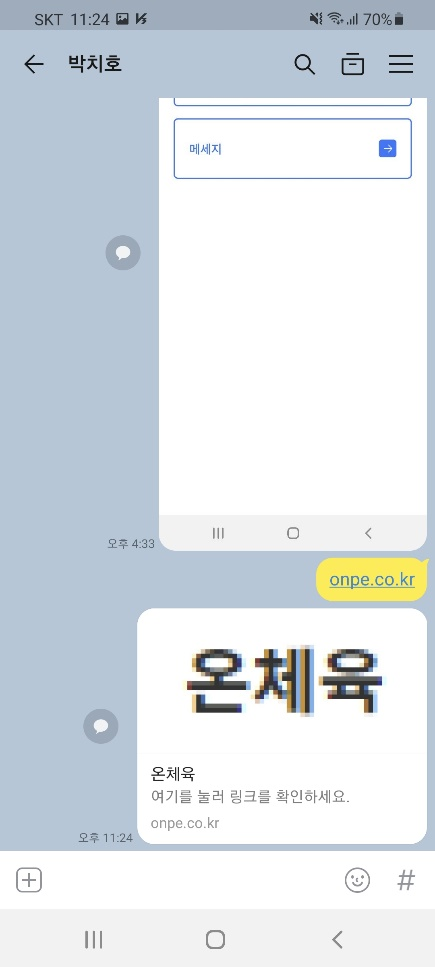 SKT 11:24 70%
박치호
메세지
오후 4:33
onpe.co.kr
온체육
온체육
여기를 눌러 링크를 확인하세요.
onpe.co.kr
오후 11:24
#